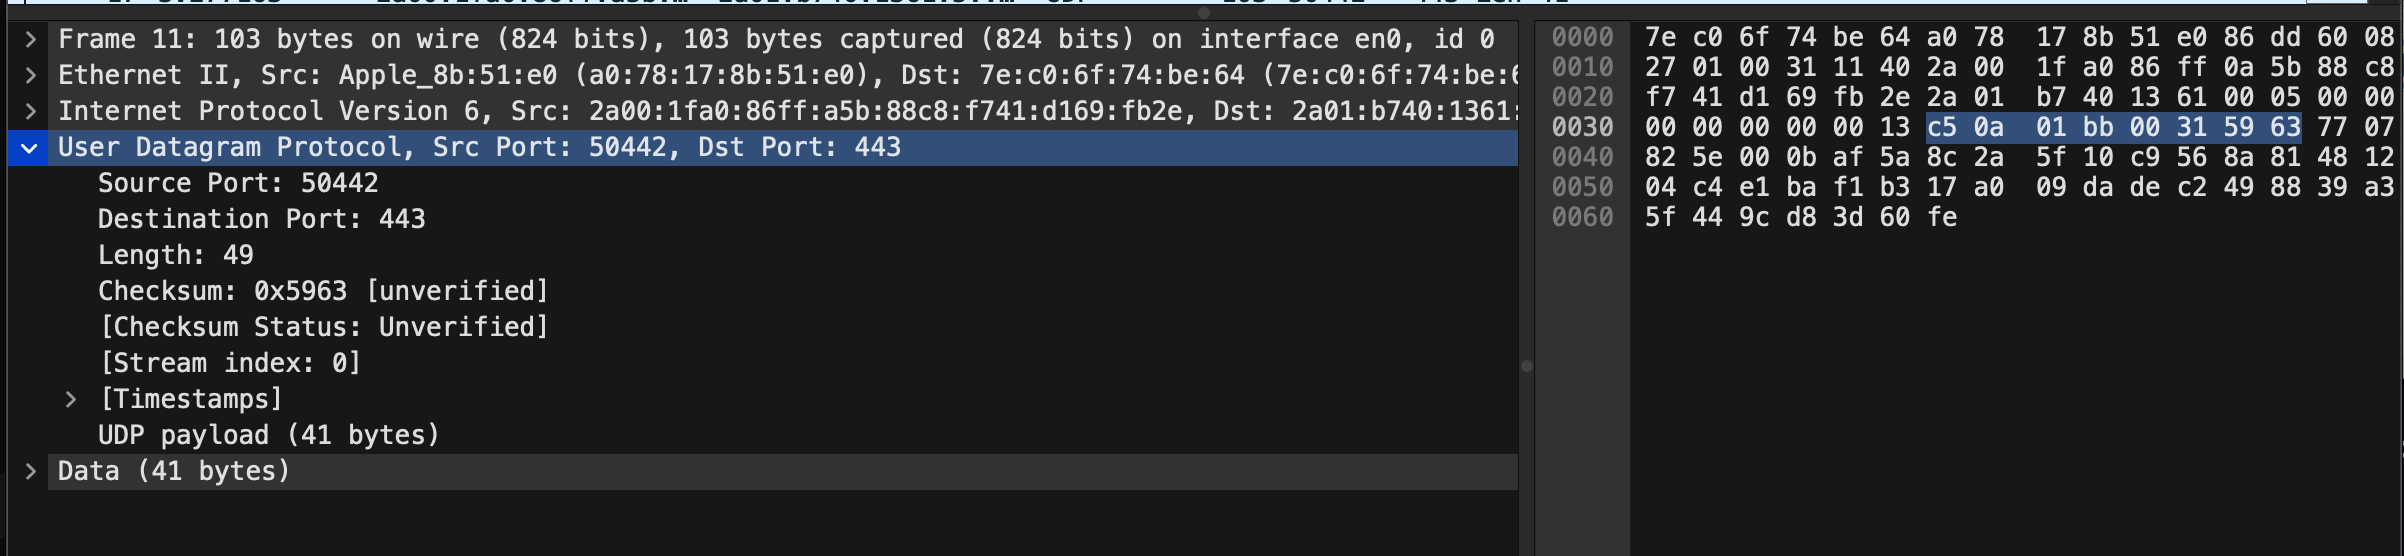 Frame 11: 103 bytes on wire (824 bits), 103 bytes captured (824 bits) on interface en0, id 0
Ethernet II, Src: Apple_8b:51:e0 (a0:78:17:8b:51:e0), Dst: 7e:c0:6f:74:be:64 (7e:c0:6f:74:be:6
Internet Protocol Version 6, Src: 2a00:1fa0:86ff:a5b:88c8:f741:d169:fb2e, Dst: 2a01:b740:1361:
User Datagram Protocol, Src Port: 50442, Dst Port: 443
Source Port: 50442
Destination Port: 443
Length: 49
Checksum: 0x5963 [unverified]
[Checksum Status: Unverified]
[Stream index: 0]
[Timestamps]
UDP payload (41 bytes)
Data (41 bytes)
0000 7e c0 6f 74 be 64 a0 78 17 8b 51 e0 86 dd 60 08
0010 27 01 00 31 11 40 2a 00 1f a0 86 ff 0a 5b 88 c8
0020 f7 41 d1 69 fb 2e 2a 01 b7 40 13 61 00 05 00 00
0030 00 00 00 00 00 13 c5 0a 01 bb 00 31 59 63 77 07
0040 82 5e 00 0b af 5a 8c 2a 5f 10 c9 56 8a 81 48 12
0050 04 c4 e1 ba f1 b3 17 a0 09 da de c2 49 88 39 a3
0060 5f 44 9c d8 3d 60 fe